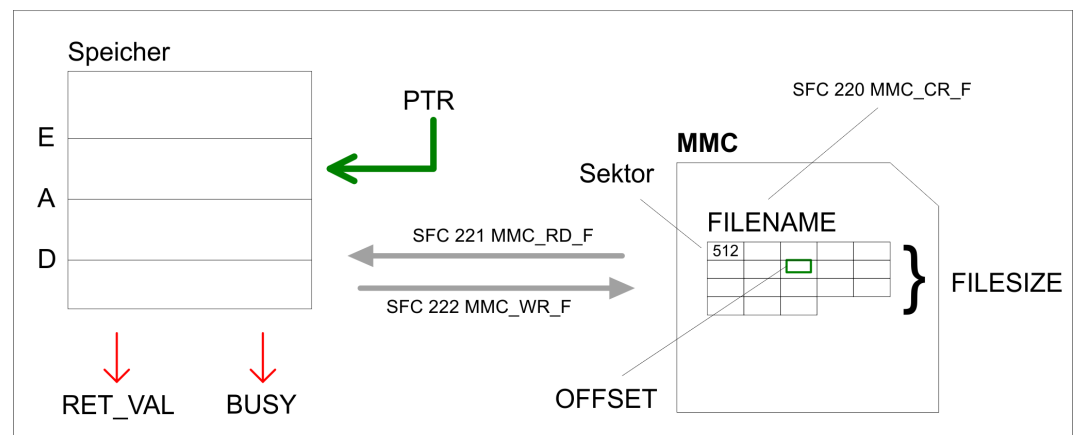 Speicher
PTR
SFC 220 MMC_CR_F
E
MMC
Sektor
A
FILENAME
SFC 221 MMC_RD_F
512
D
FILESIZE
SFC 222 MMC_WR_F
OFFSET
RET_VAL
BUSY